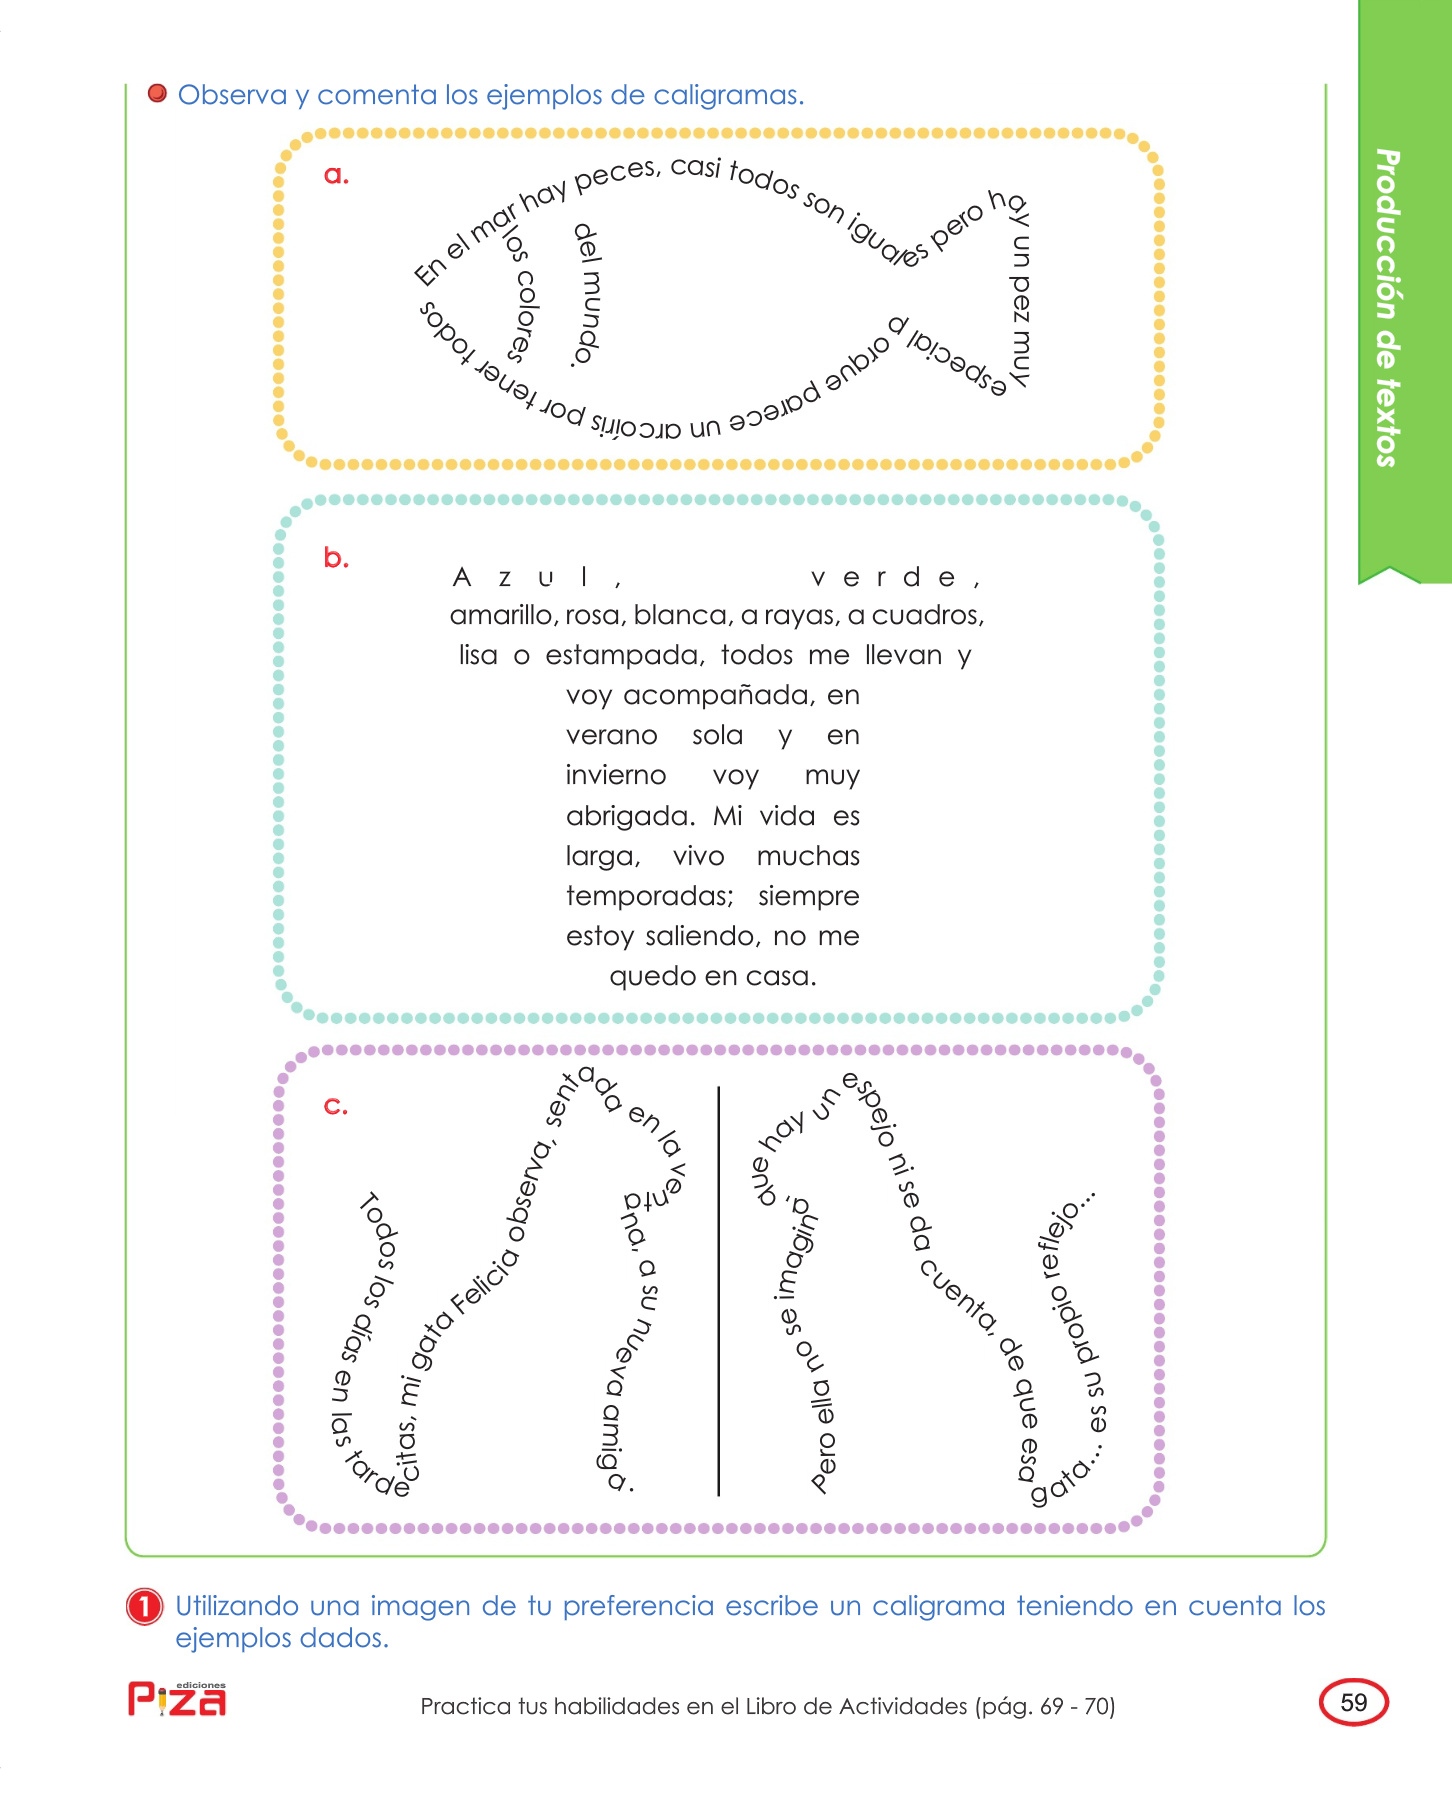 Observa y comenta los ejemplos de caligramas.
a.
En el mar hay peces, casi todos son iguales pero hay un pez muy especial porque parece un arcoíris por tener todos los colores del mundo.
b.
Azul, verde,
amarillo, rosa, blanca, a rayas, a cuadros,
lisa o estampada, todos me llevan y
voy acompañada, en
verano sola y en
invierno voy muy
abrigada. Mi vida es
larga, vivo muchas
temporadas; siempre
estoy saliendo, no me
quedo en casa.
c.
Todos los días en las tardecitas, mi gata Felicia observa, sentada en la ventana, a su nueva amiga.
Pero ella no se imagina, que hay un espejo ni se da cuenta, de que esa gata... es su propio reflejo...
1 Utilizando una imagen de tu preferencia escribe un caligrama teniendo en cuenta los
ejemplos dados.
ediciones
Piza
Practica tus habilidades en el Libro de Actividades (pág. 69 - 70)
59
Producción de textos